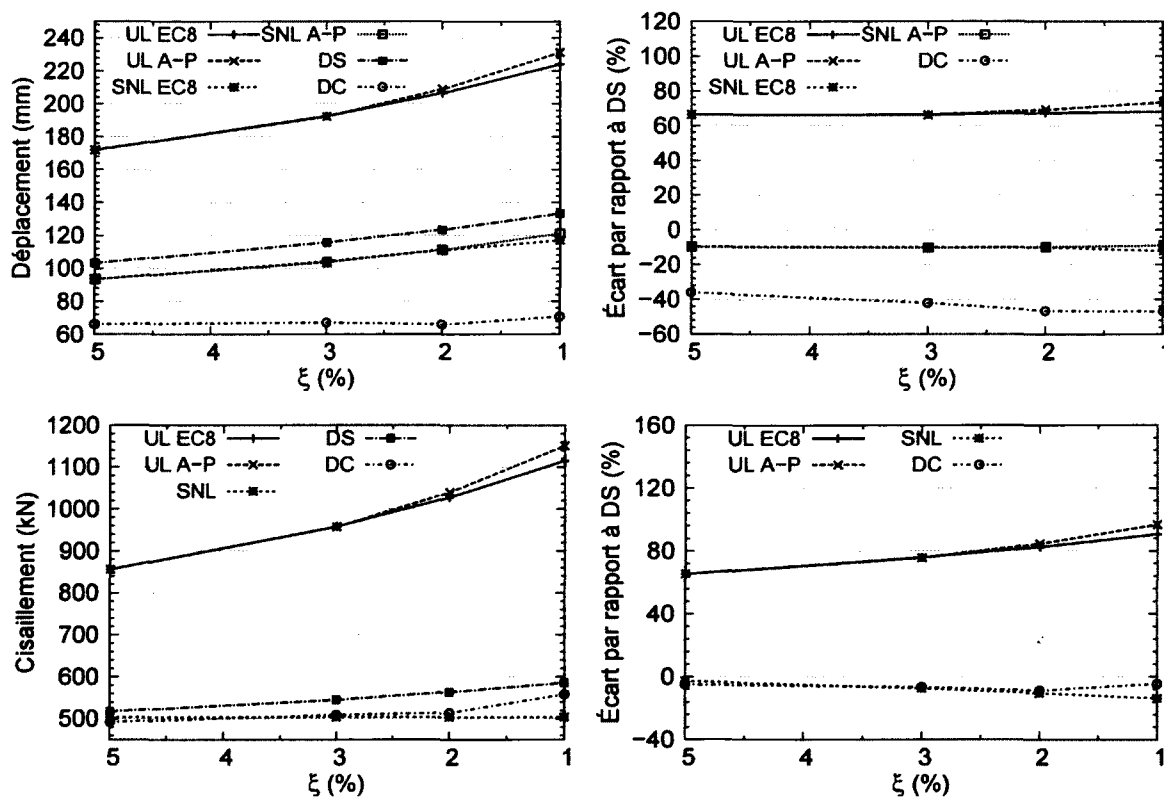 UL EC8 SNL A-P
UL A-P DS
SNL EC8 DC
Déplacement (mm)
240
220
200
180
160
140
120
100
80
60
5 4 3 2 1
ξ (%)
UL EC8 SNL A-P
UL A-P DC
SNL EC8
Écart par rapport à DS (%)
120
100
80
60
40
20
0
-20
-40
-60
5 4 3 2 1
ξ (%)
UL EC8 DS
UL A-P DC
SNL
Cisaillement (kN)
1200
1100
1000
900
800
700
600
500
5 4 3 2 1
ξ (%)
UL EC8 SNL
UL A-P DC
Écart par rapport à DS (%)
160
120
80
40
0
-40
5 4 3 2 1
ξ (%)